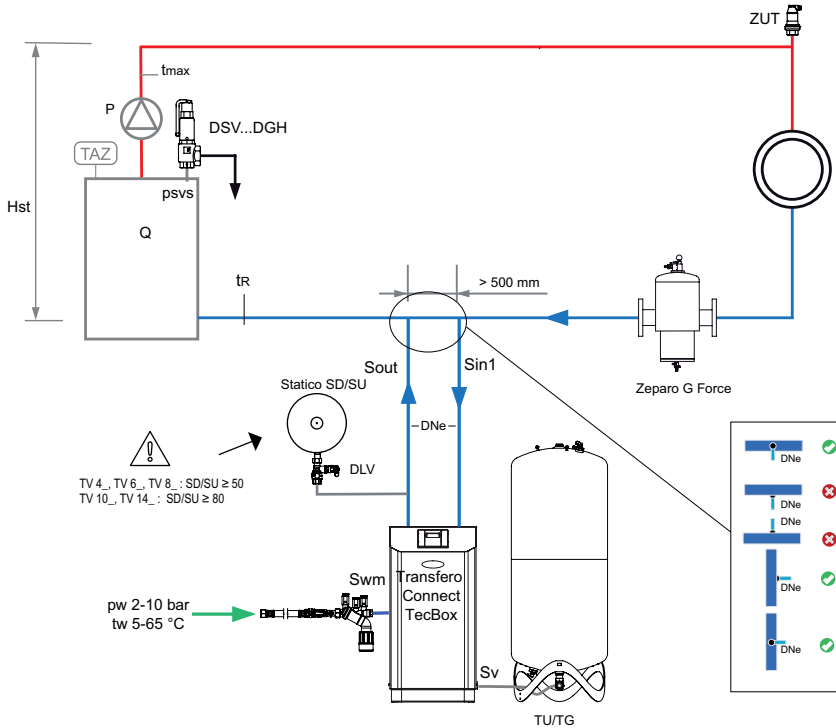 ZUT
tmax
P
DSV...DGH
TAZ
psvs
Hst
Q
tR
> 500 mm
Zeparo G Force
Sout
Sin1
Statico SD/SU
DNe
DLV
TV 4_, TV 6_, TV 8_ : SD/SU ≥ 50
TV 10_, TV 14_ : SD/SU ≥ 80
DNe
DNe
DNe
DNe
DNe
Swm
Transfero
Connect
TecBox
pw 2-10 bar
tw 5-65 °C
Sv
TU/TG